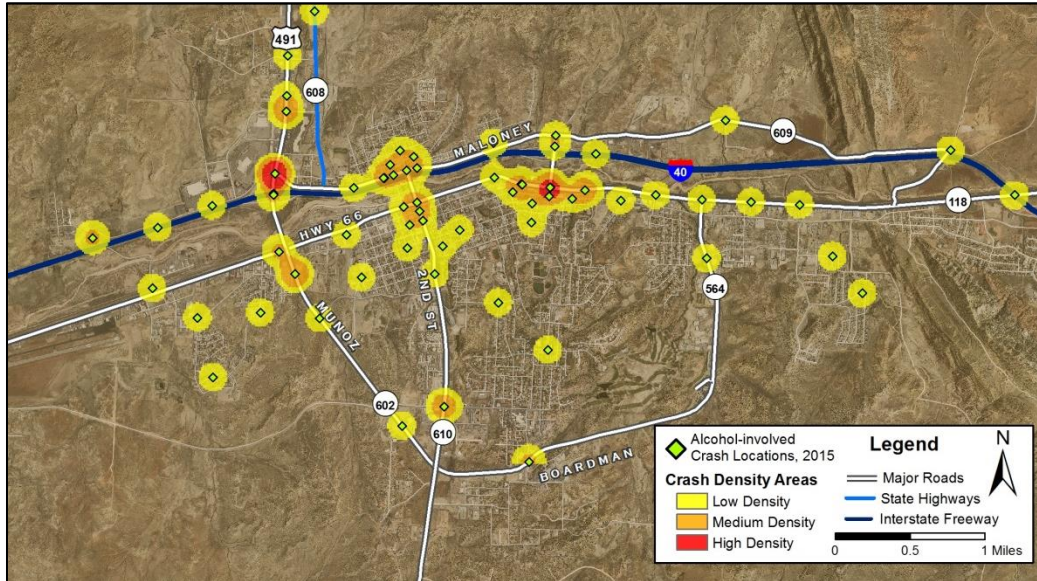 491
608
MALONEY
609
40
HWY 66
118
2ND ST
564
MUNOZ
602
610
BOARDMAN
Alcohol-involved
Crash Locations, 2015
Crash Density Areas
Low Density
Medium Density
High Density
Legend
Major Roads
State Highways
Interstate Freeway
N
0 0.5 1 Miles